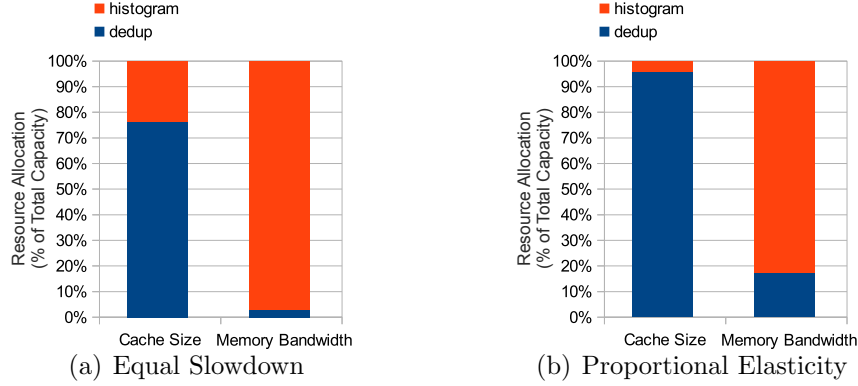 histogram
dedup
100%
90%
80%
70%
60%
50%
40%
30%
20%
10%
0%
Resource Allocation
(% of Total Capacity)
Cache Size
Memory Bandwidth
(a) Equal Slowdown
histogram
dedup
100%
90%
80%
70%
60%
50%
40%
30%
20%
10%
0%
Resource Allocation
(% of Total Capacity)
Cache Size
Memory Bandwidth
(b) Proportional Elasticity